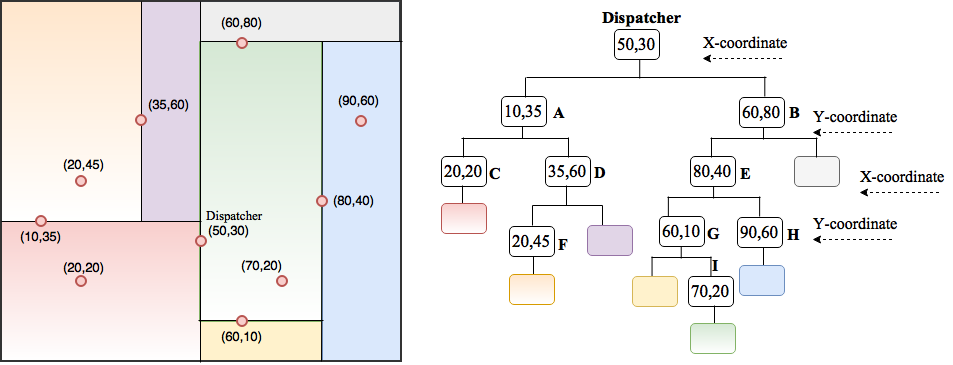 (60,80)
(35,60)
(90,60)
(20,45)
(80,40)
Dispatcher
(50,30)
(10,35)
(20,20)
(70,20)
(60,10)
Dispatcher
50,30
X-coordinate
10,35 A
60,80 B
Y-coordinate
20,20 C
35,60 D
80,40 E
X-coordinate
20,45 F
60,10 G
90,60 H
Y-coordinate
I
70,20